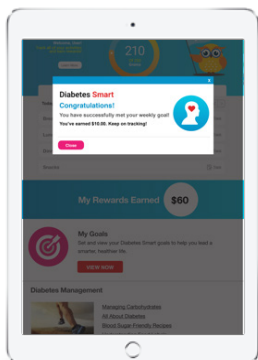 210
x
Diabetes Smart
Congratulations!
You have successfully met your weekly goal!
You've earned $10.00. Keep on tracking!
Close
My Rewards Earned
$60
My Goals
Set and view your Diabetes Smart goals to help you lead a
smarter, healthier life.
VIEW NOW
Diabetes Management
Managing Carbohydrates
All About Diabetes
Blood Sugar-Friendly Recipes